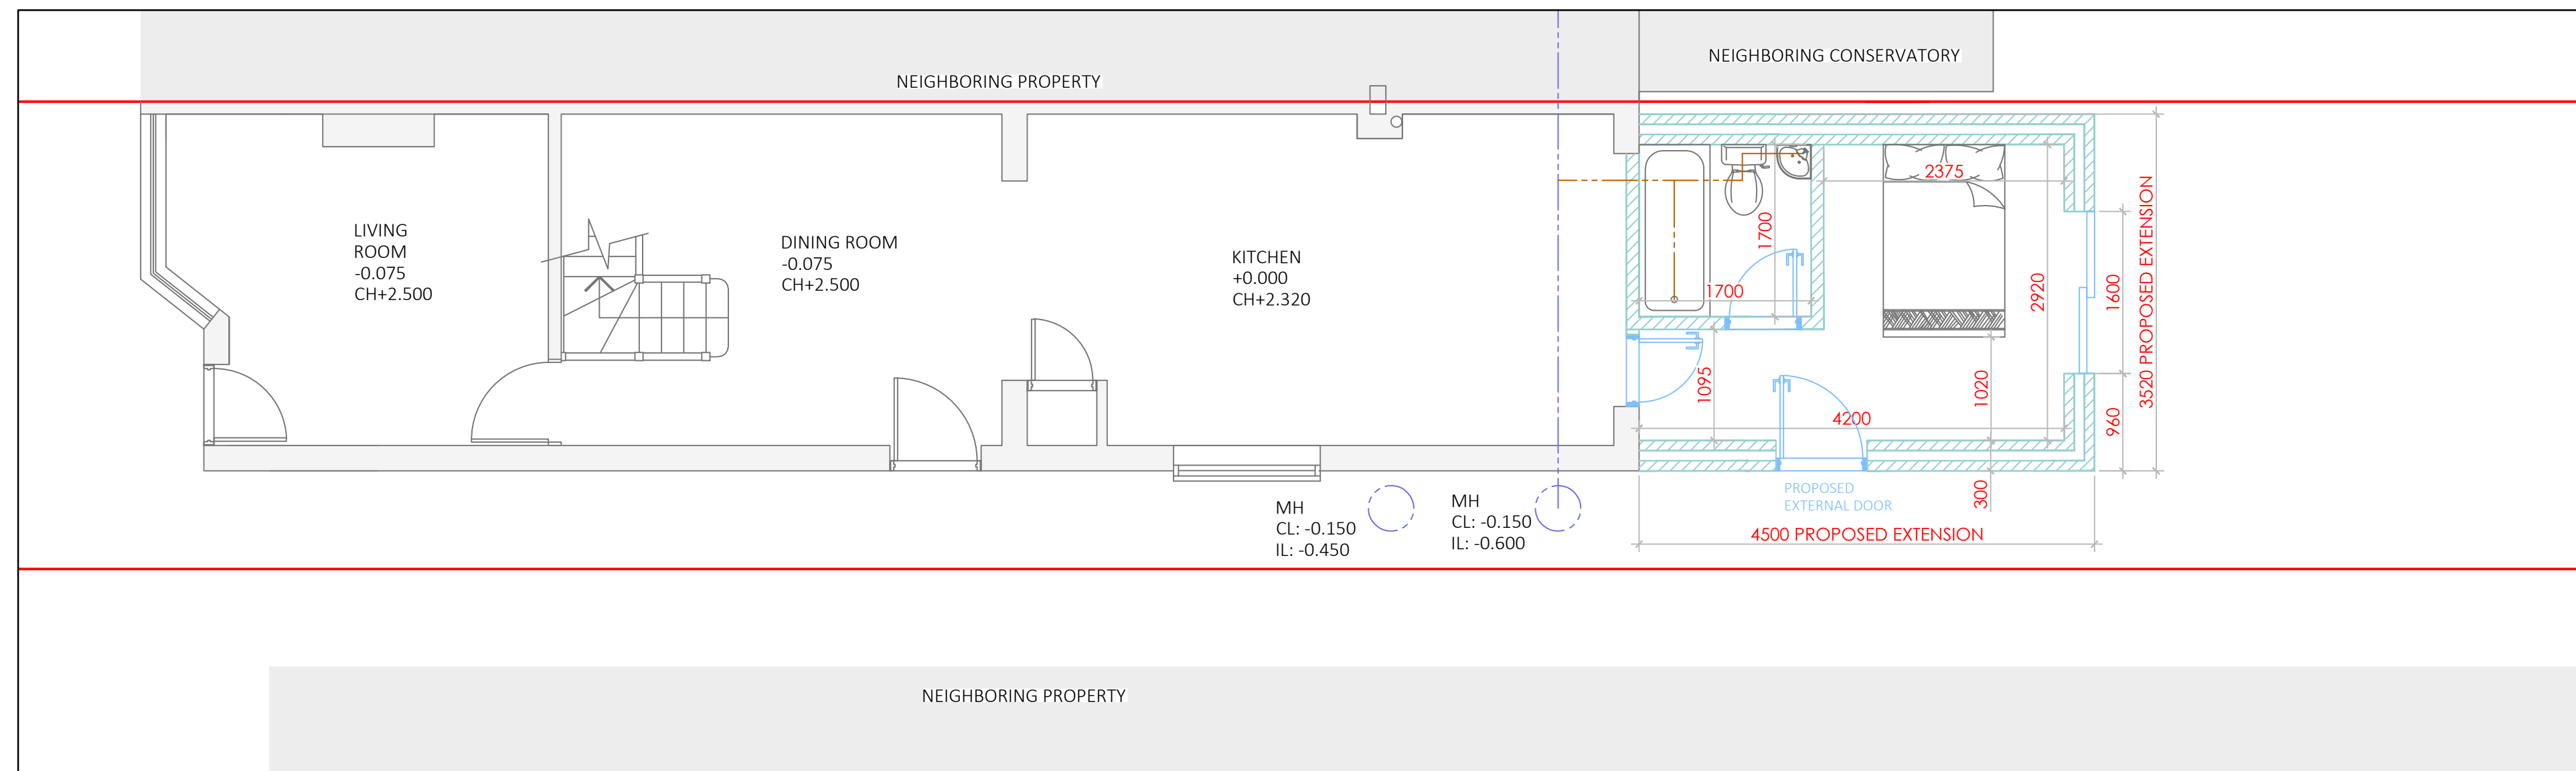 NEIGHBORING PROPERTY
NEIGHBORING CONSERVATORY
LIVING
ROOM
-0.075
CH+2.500
DINING ROOM
-0.075
CH+2.500
KITCHEN
+0.000
CH+2.320
2375
1700
1700
1095
4200
2920
1020
1600
960
3520 PROPOSED EXTENSION
300
PROPOSED
EXTERNAL DOOR
4500 PROPOSED EXTENSION
MH
CL: -0.150
IL: -0.450
MH
CL: -0.150
IL: -0.600
NEIGHBORING PROPERTY